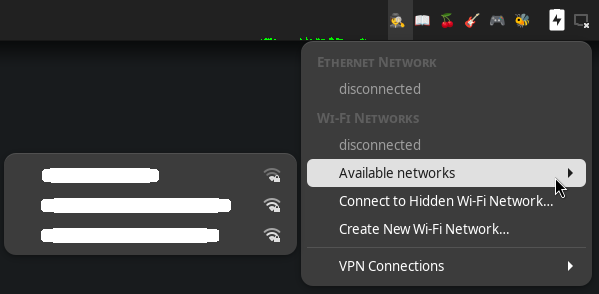 Ethernet Network
disconnected
Wi-Fi Networks
disconnected
Available networks
Connect to Hidden Wi-Fi Network...
Create New Wi-Fi Network...
VPN Connections